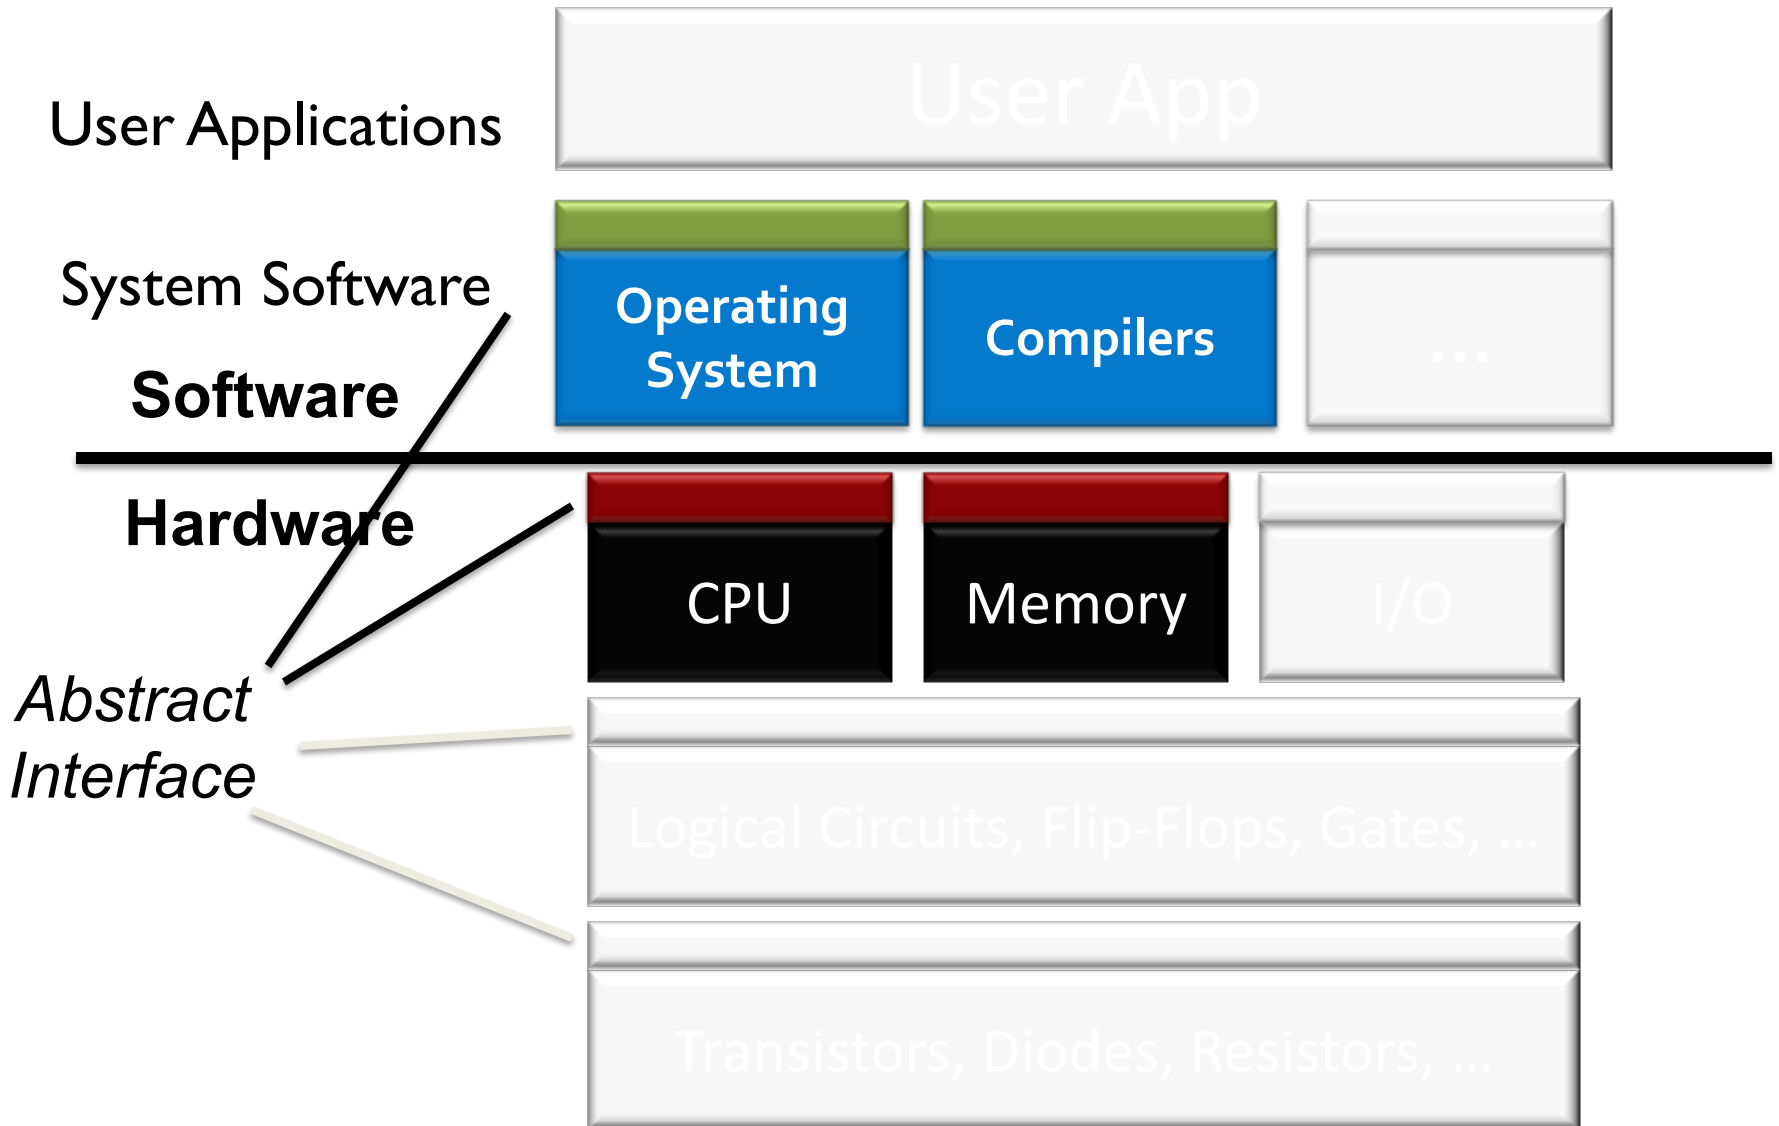 User App
User Applications
System Software
Operating
System
Compilers
...
Software
Hardware
CPU
Memory
I/O
Abstract
Interface
Logical Circuits, Flip-Flops, Gates, ...
Transistors, Diodes, Resistors, ...